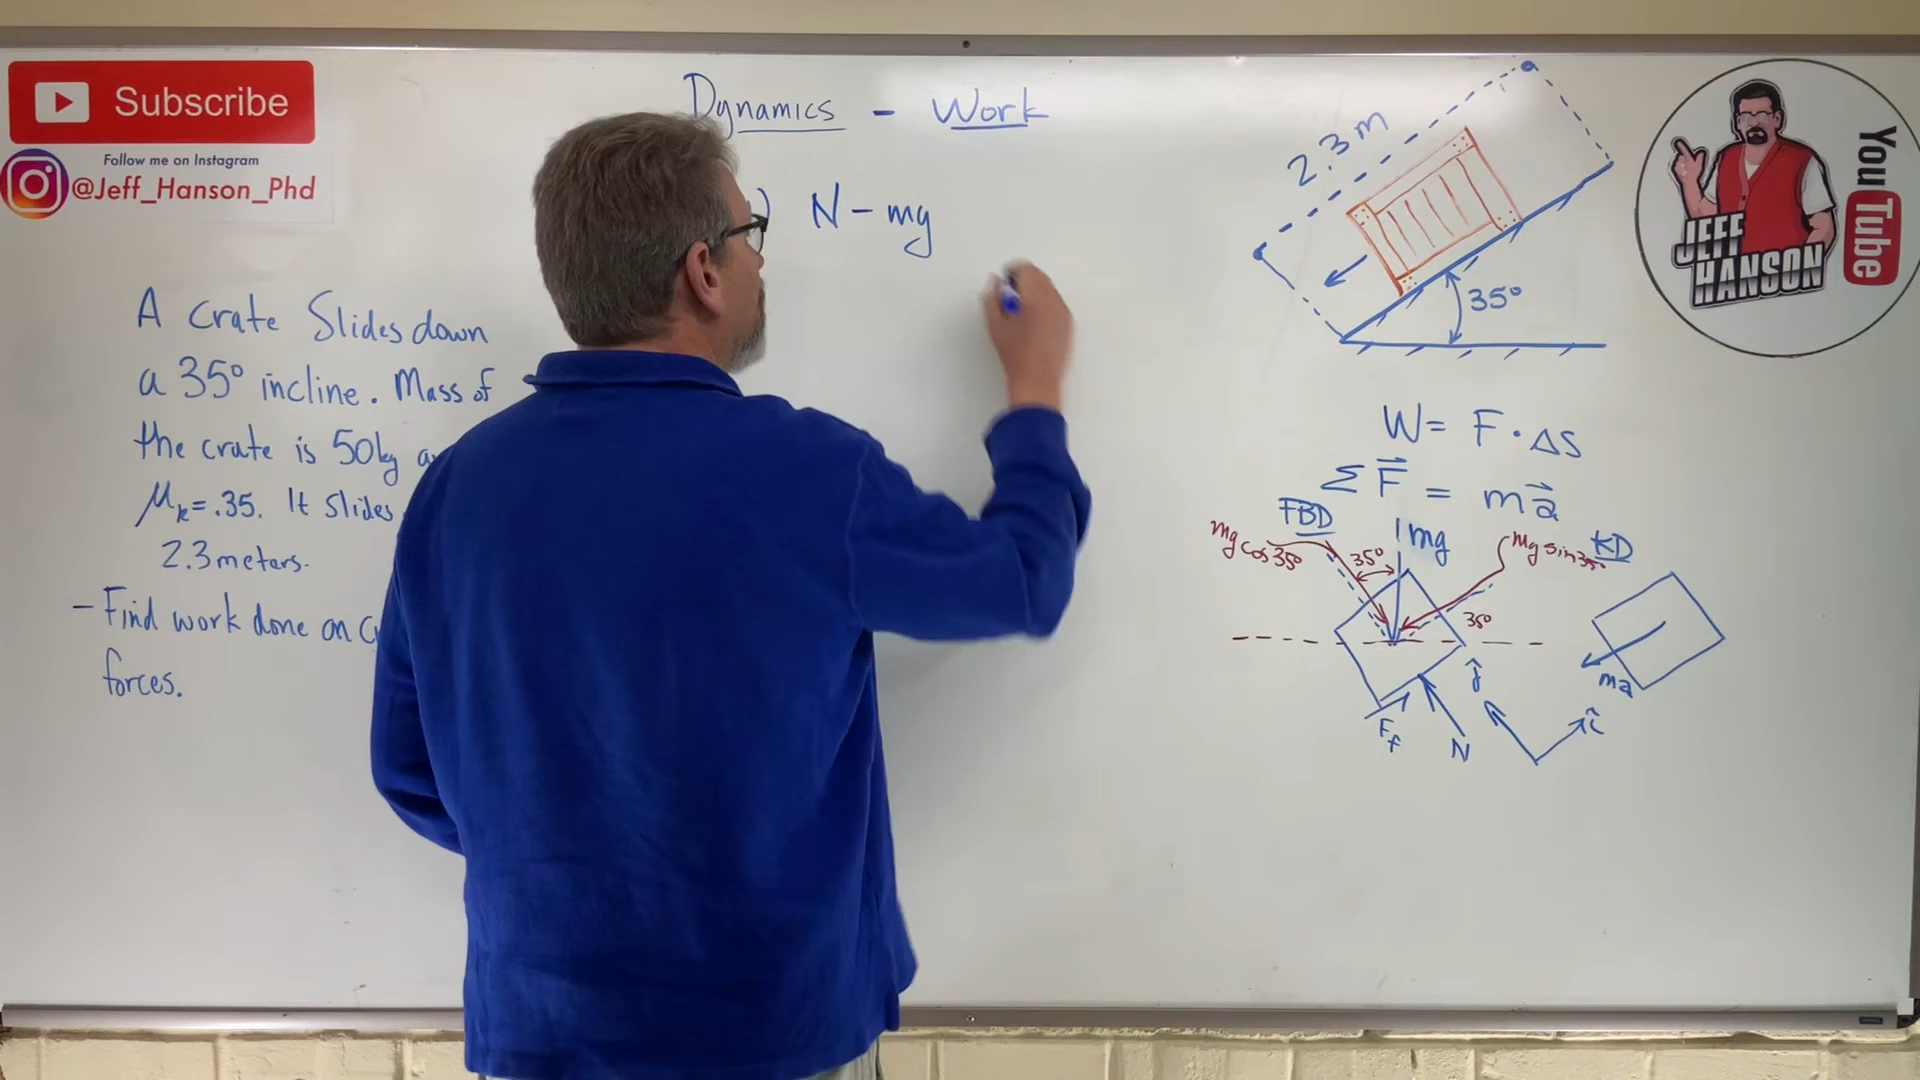 Subscribe
Follow me on Instagram
@Jeff_Hanson_Phd
Dynamics - Work
) N - mg
A crate Slides down
a 35° incline. Mass of
the crate is 50kg
μk = .35. It slides
2.3 meters.
- Find work done on
forces.
2.3 m
35°
W = F · ΔS
ΣF⃗ = ma⃗
FBD
mg
mg cos 35°
35°
mg sin 35°
KD
35°
ma
Ff
N
ĵ
î
JEFF
HANSON
YouTube